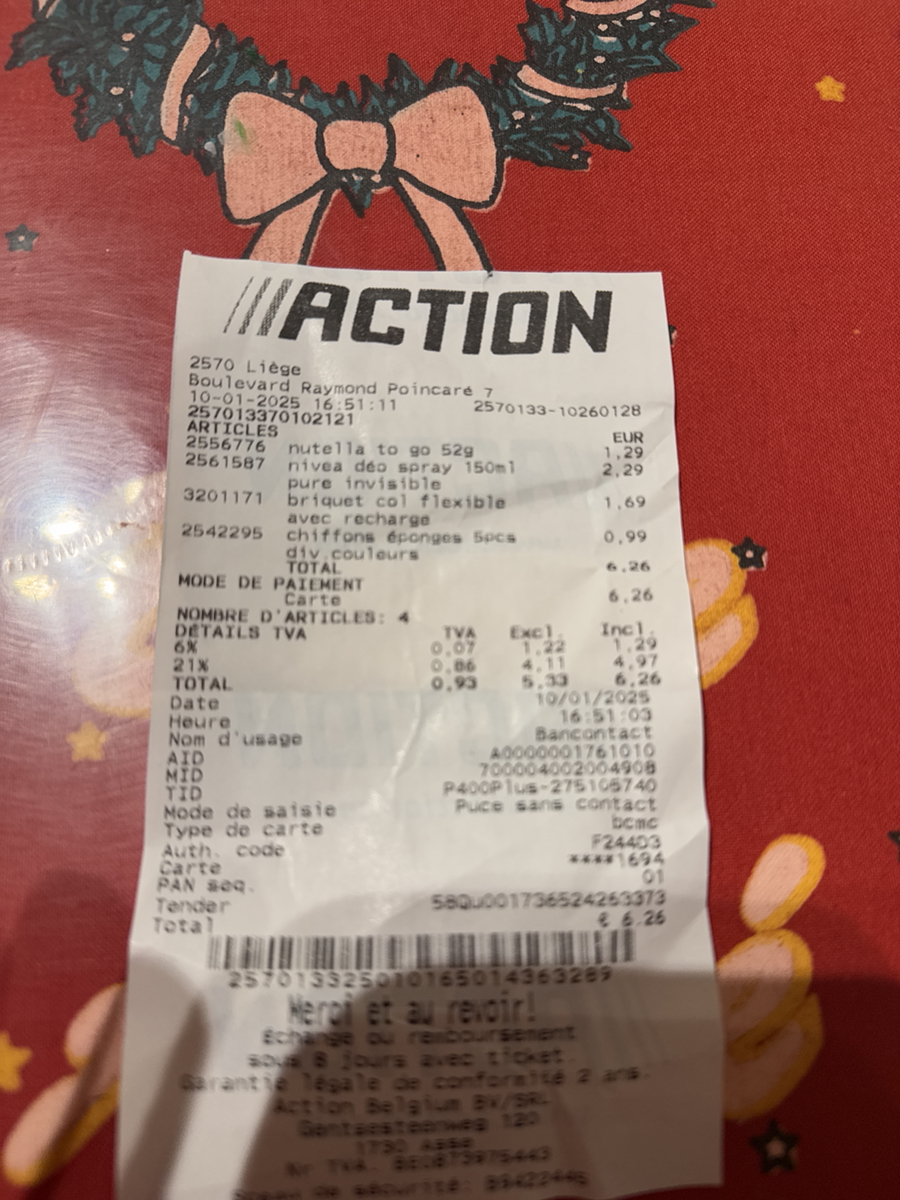 ACTION
2570 Liège
Boulevard Raymond Poincaré 7
10-01-2025 16:51:11 2570133-10260128
257013370102121
ARTICLES EUR
2556776 nutella to go 52g 1,29
2561587 nivea déo spray 150ml 2,29
pure invisible
3201171 briquet col flexible 1,69
avec recharge
2542295 chiffons éponges 5pcs 0,99
div.couleurs
TOTAL 6,26
MODE DE PAIEMENT
Carte 6,26
NOMBRE D'ARTICLES: 4
DÉTAILS TVA TVA Excl. Incl.
6% 0,07 1,22 1,29
21% 0,86 4,11 4,97
TOTAL 0,93 5,33 6,26
Date 10/01/2025
Heure 16:51:03
Nom d'usage Bancontact
AID A0000001761010
MID 700004002004908
TID P400Plus-275105740
Mode de saisie Puce sans contact
Type de carte bcmc
Auth. code F244D3
Carte ****1694
PAN seq. 01
Tender 58Qu001736524263373
Total € 6.26
257013325010165014363289
Merci et au revoir!
Échange ou remboursement
sous 8 jours avec ticket.
Garantie légale de conformité 2 ans.
Action Belgium BV/SRL
Gentsesteenweg 120
1730 Asse
Nr TVA: BE0873975443
de sécurité: